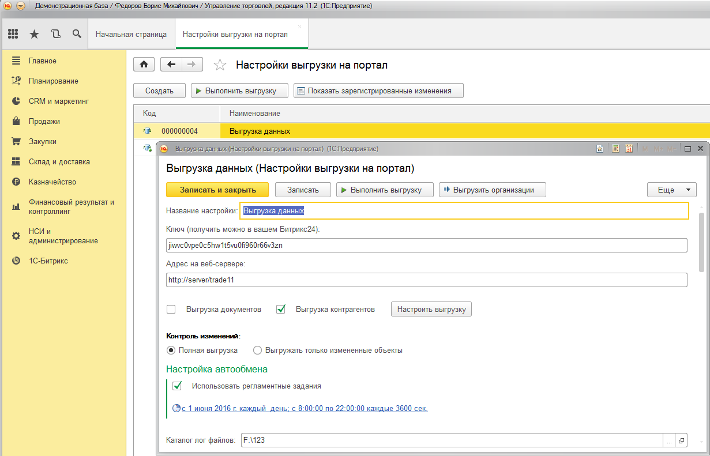 Демонстрационная база / Федоров Борис Михайлович / Управление торговлей, редакция 11.2 (1С:Предприятие)
Начальная страница
Настройки выгрузки на портал
Главное
Планирование
CRM и маркетинг
Продажи
Закупки
Склад и доставка
Казначейство
Финансовый результат и
контроллинг
НСИ и
администрирование
1С-Битрикс
Настройки выгрузки на портал
Создать
Выполнить выгрузку
Показать зарегистрированные изменения
Код
Наименование
000000004
Выгрузка данных
Выгрузка данных (Настройки выгрузки на портал) (1С:Предприятие)
Выгрузка данных (Настройки выгрузки на портал)
Записать и закрыть
Записать
Выполнить выгрузку
Выгрузить организации
Еще
Название настройки:
Выгрузка данных
Ключ (получить можно в вашем Битрикс24):
jiwvc0vpe0c5hw1t5vu0fi960r66v3zn
Адрес на веб-сервере:
http://server/trade11
Выгрузка документов
Выгрузка контрагентов
Настроить выгрузку
Контроль изменений:
Полная выгрузка
Выгружать только измененные объекты
Настройка автообмена
Использовать регламентные задания
с 1 июня 2016 г. каждый день; с 8:00:00 по 22:00:00 каждые 3600 сек.
Каталог лог файлов:
F:\123